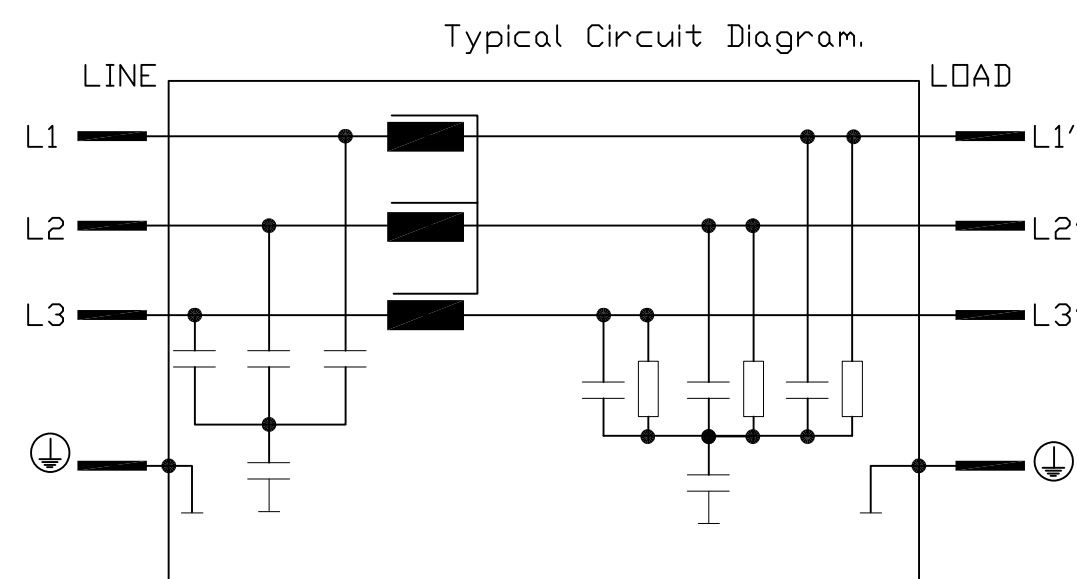 Typical Circuit Diagram.
LINE
LOAD
L1
L1'
L2
L2'
L3
L3'